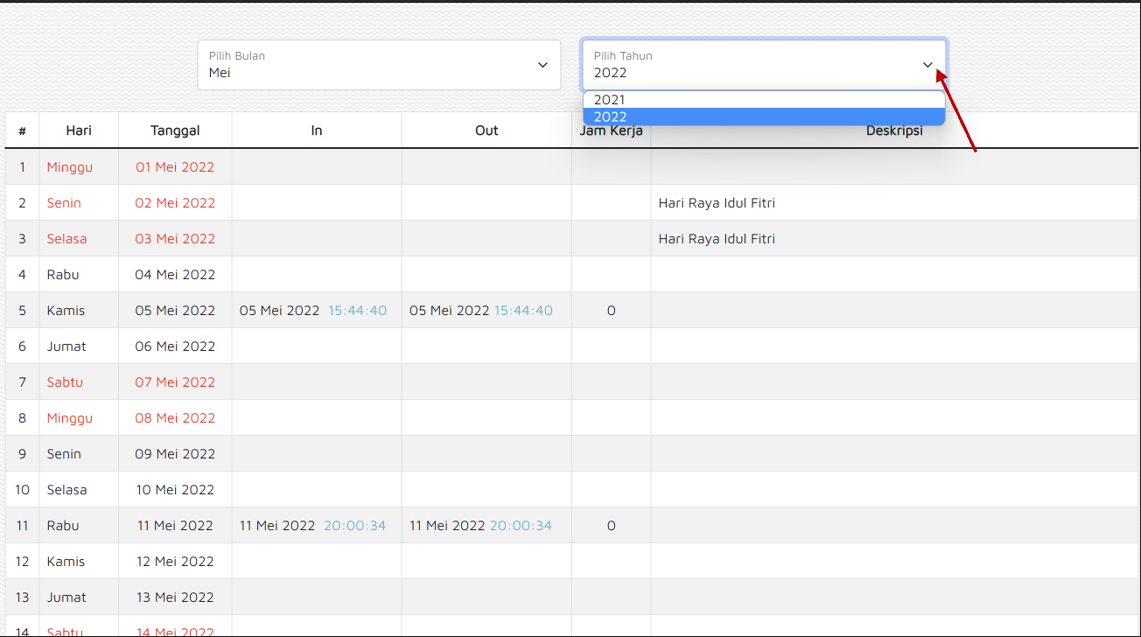 Pilih Bulan
Mei
Pilih Tahun
2022
2021
2022
# Hari Tanggal In Out Jam Kerja Deskripsi
1 Minggu 01 Mei 2022
2 Senin 02 Mei 2022 Hari Raya Idul Fitri
3 Selasa 03 Mei 2022 Hari Raya Idul Fitri
4 Rabu 04 Mei 2022
5 Kamis 05 Mei 2022 05 Mei 2022 15:44:40 05 Mei 2022 15:44:40 0
6 Jumat 06 Mei 2022
7 Sabtu 07 Mei 2022
8 Minggu 08 Mei 2022
9 Senin 09 Mei 2022
10 Selasa 10 Mei 2022
11 Rabu 11 Mei 2022 11 Mei 2022 20:00:34 11 Mei 2022 20:00:34 0
12 Kamis 12 Mei 2022
13 Jumat 13 Mei 2022
14 Sabtu 14 Mei 2022